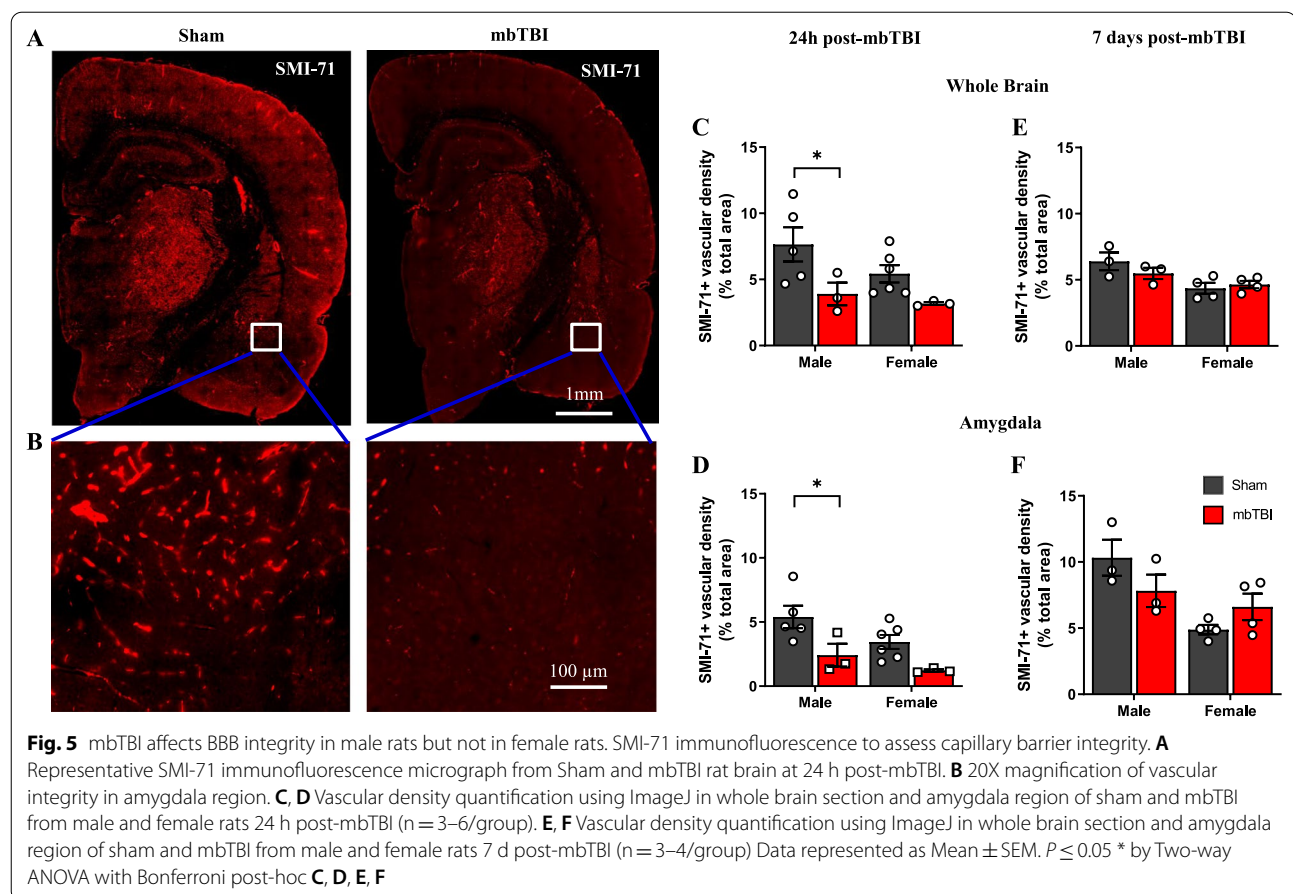 A
Sham
mbTBI
SMI-71
SMI-71
1mm
B
100 µm
24h post-mbTBI
7 days post-mbTBI
Whole Brain
C
SMI-71+ vascular density
(% total area)
15
10
5
0
*
Male
Female
E
SMI-71+ vascular density
(% total area)
15
10
5
0
Male
Female
Amygdala
D
SMI-71+ vascular density
(% total area)
15
10
5
0
*
Male
Female
F
SMI-71+ vascular density
(% total area)
15
10
5
0
Sham
mbTBI
Male
Female
Fig. 5 mbTBI affects BBB integrity in male rats but not in female rats. SMI-71 immunofluorescence to assess capillary barrier integrity. A
Representative SMI-71 immunofluorescence micrograph from Sham and mbTBI rat brain at 24 h post-mbTBI. B 20X magnification of vascular
integrity in amygdala region. C, D Vascular density quantification using ImageJ in whole brain section and amygdala region of sham and mbTBI
from male and female rats 24 h post-mbTBI (n = 3–6/group). E, F Vascular density quantification using ImageJ in whole brain section and amygdala
region of sham and mbTBI from male and female rats 7 d post-mbTBI (n = 3–4/group) Data represented as Mean ± SEM. P ≤ 0.05 * by Two-way
ANOVA with Bonferroni post-hoc C, D, E, F